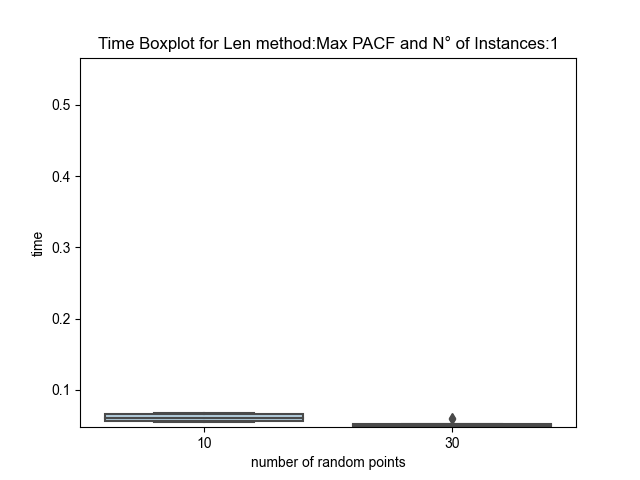 Time Boxplot for Len method:Max PACF and N° of Instances:1
0.5
0.4
0.3
0.2
0.1
time
10 30
number of random points